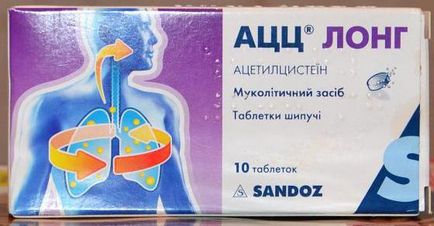 АЦЦ® ЛОНГ
АЦЕТИЛЦИСТЕЇН
Муколітичний засіб
Таблетки шипучі
10 таблеток
S SANDOZ